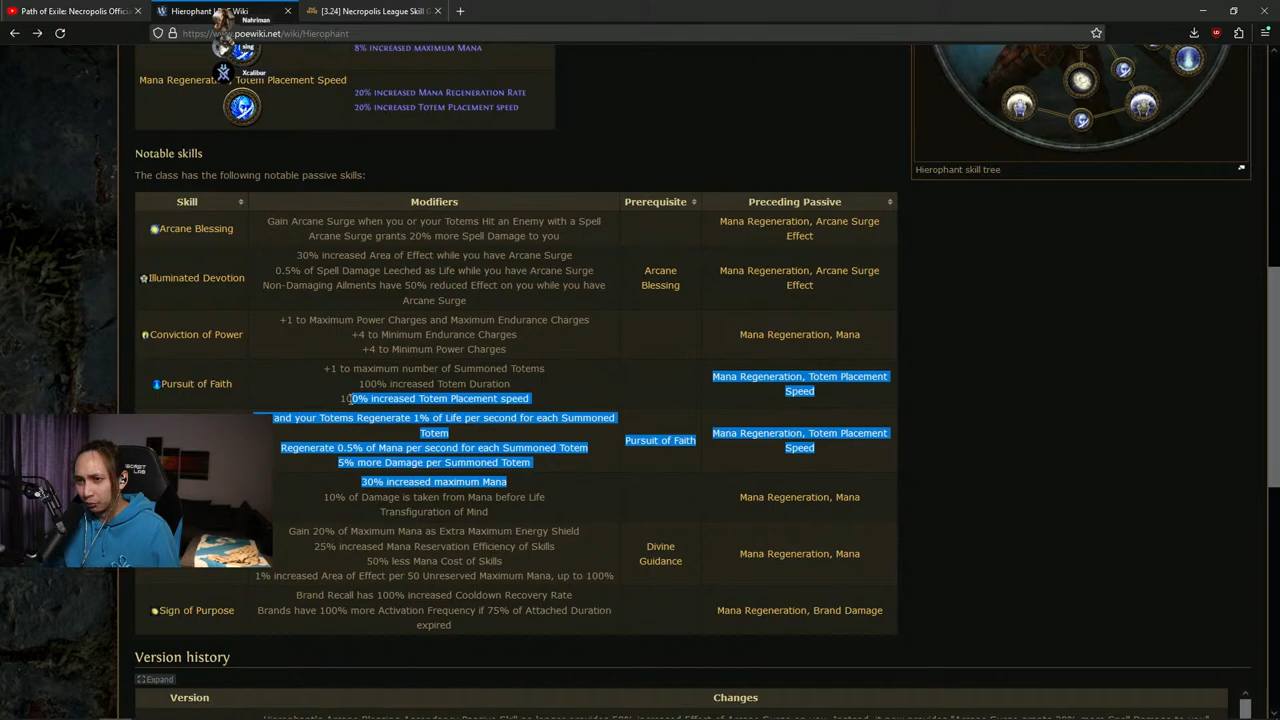 Path of Exile: Necropolis Offici
Hierophant | PoE Wiki
[3.24] Necropolis League Skill G
Nahriman
https://www.poewiki.net/wiki/Hierophant
sing
8% increased maximum Mana
Xcalibur
Mana Regeneration, Totem Placement Speed
20% increased Mana Regeneration Rate
20% increased Totem Placement speed
Notable skills
The class has the following notable passive skills:
Hierophant skill tree
Skill Modifiers Prerequisite Preceding Passive
Gain Arcane Surge when you or your Totems Hit an Enemy with a Spell
Arcane Blessing
Arcane Surge grants 20% more Spell Damage to you
Mana Regeneration, Arcane Surge
Effect
30% increased Area of Effect while you have Arcane Surge
0.5% of Spell Damage Leeched as Life while you have Arcane Surge
Illuminated Devotion
Non-Damaging Ailments have 50% reduced Effect on you while you have
Arcane Surge
Arcane
Blessing
Mana Regeneration, Arcane Surge
Effect
+1 to Maximum Power Charges and Maximum Endurance Charges
Conviction of Power
+4 to Minimum Endurance Charges
+4 to Minimum Power Charges
Mana Regeneration, Mana
+1 to maximum number of Summoned Totems
Pursuit of Faith
100% increased Totem Duration
100% increased Totem Placement speed
Mana Regeneration, Totem Placement
Speed
and your Totems Regenerate 1% of Life per second for each Summoned
Totem
Regenerate 0.5% of Mana per second for each Summoned Totem
5% more Damage per Summoned Totem
Pursuit of Faith
Mana Regeneration, Totem Placement
Speed
30% increased maximum Mana
10% of Damage is taken from Mana before Life
Transfiguration of Mind
Mana Regeneration, Mana
Gain 20% of Maximum Mana as Extra Maximum Energy Shield
25% increased Mana Reservation Efficiency of Skills
50% less Mana Cost of Skills
1% increased Area of Effect per 50 Unreserved Maximum Mana, up to 100%
Divine
Guidance
Mana Regeneration, Mana
Brand Recall has 100% increased Cooldown Recovery Rate
Sign of Purpose
Brands have 100% more Activation Frequency if 75% of Attached Duration
expired
Mana Regeneration, Brand Damage
Version history
Expand
Version Changes